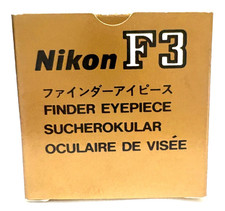 Nikon F3
ファインダーアイピース
FINDER EYEPIECE
SUCHEROKULAR
OCULAIRE DE VISÉE